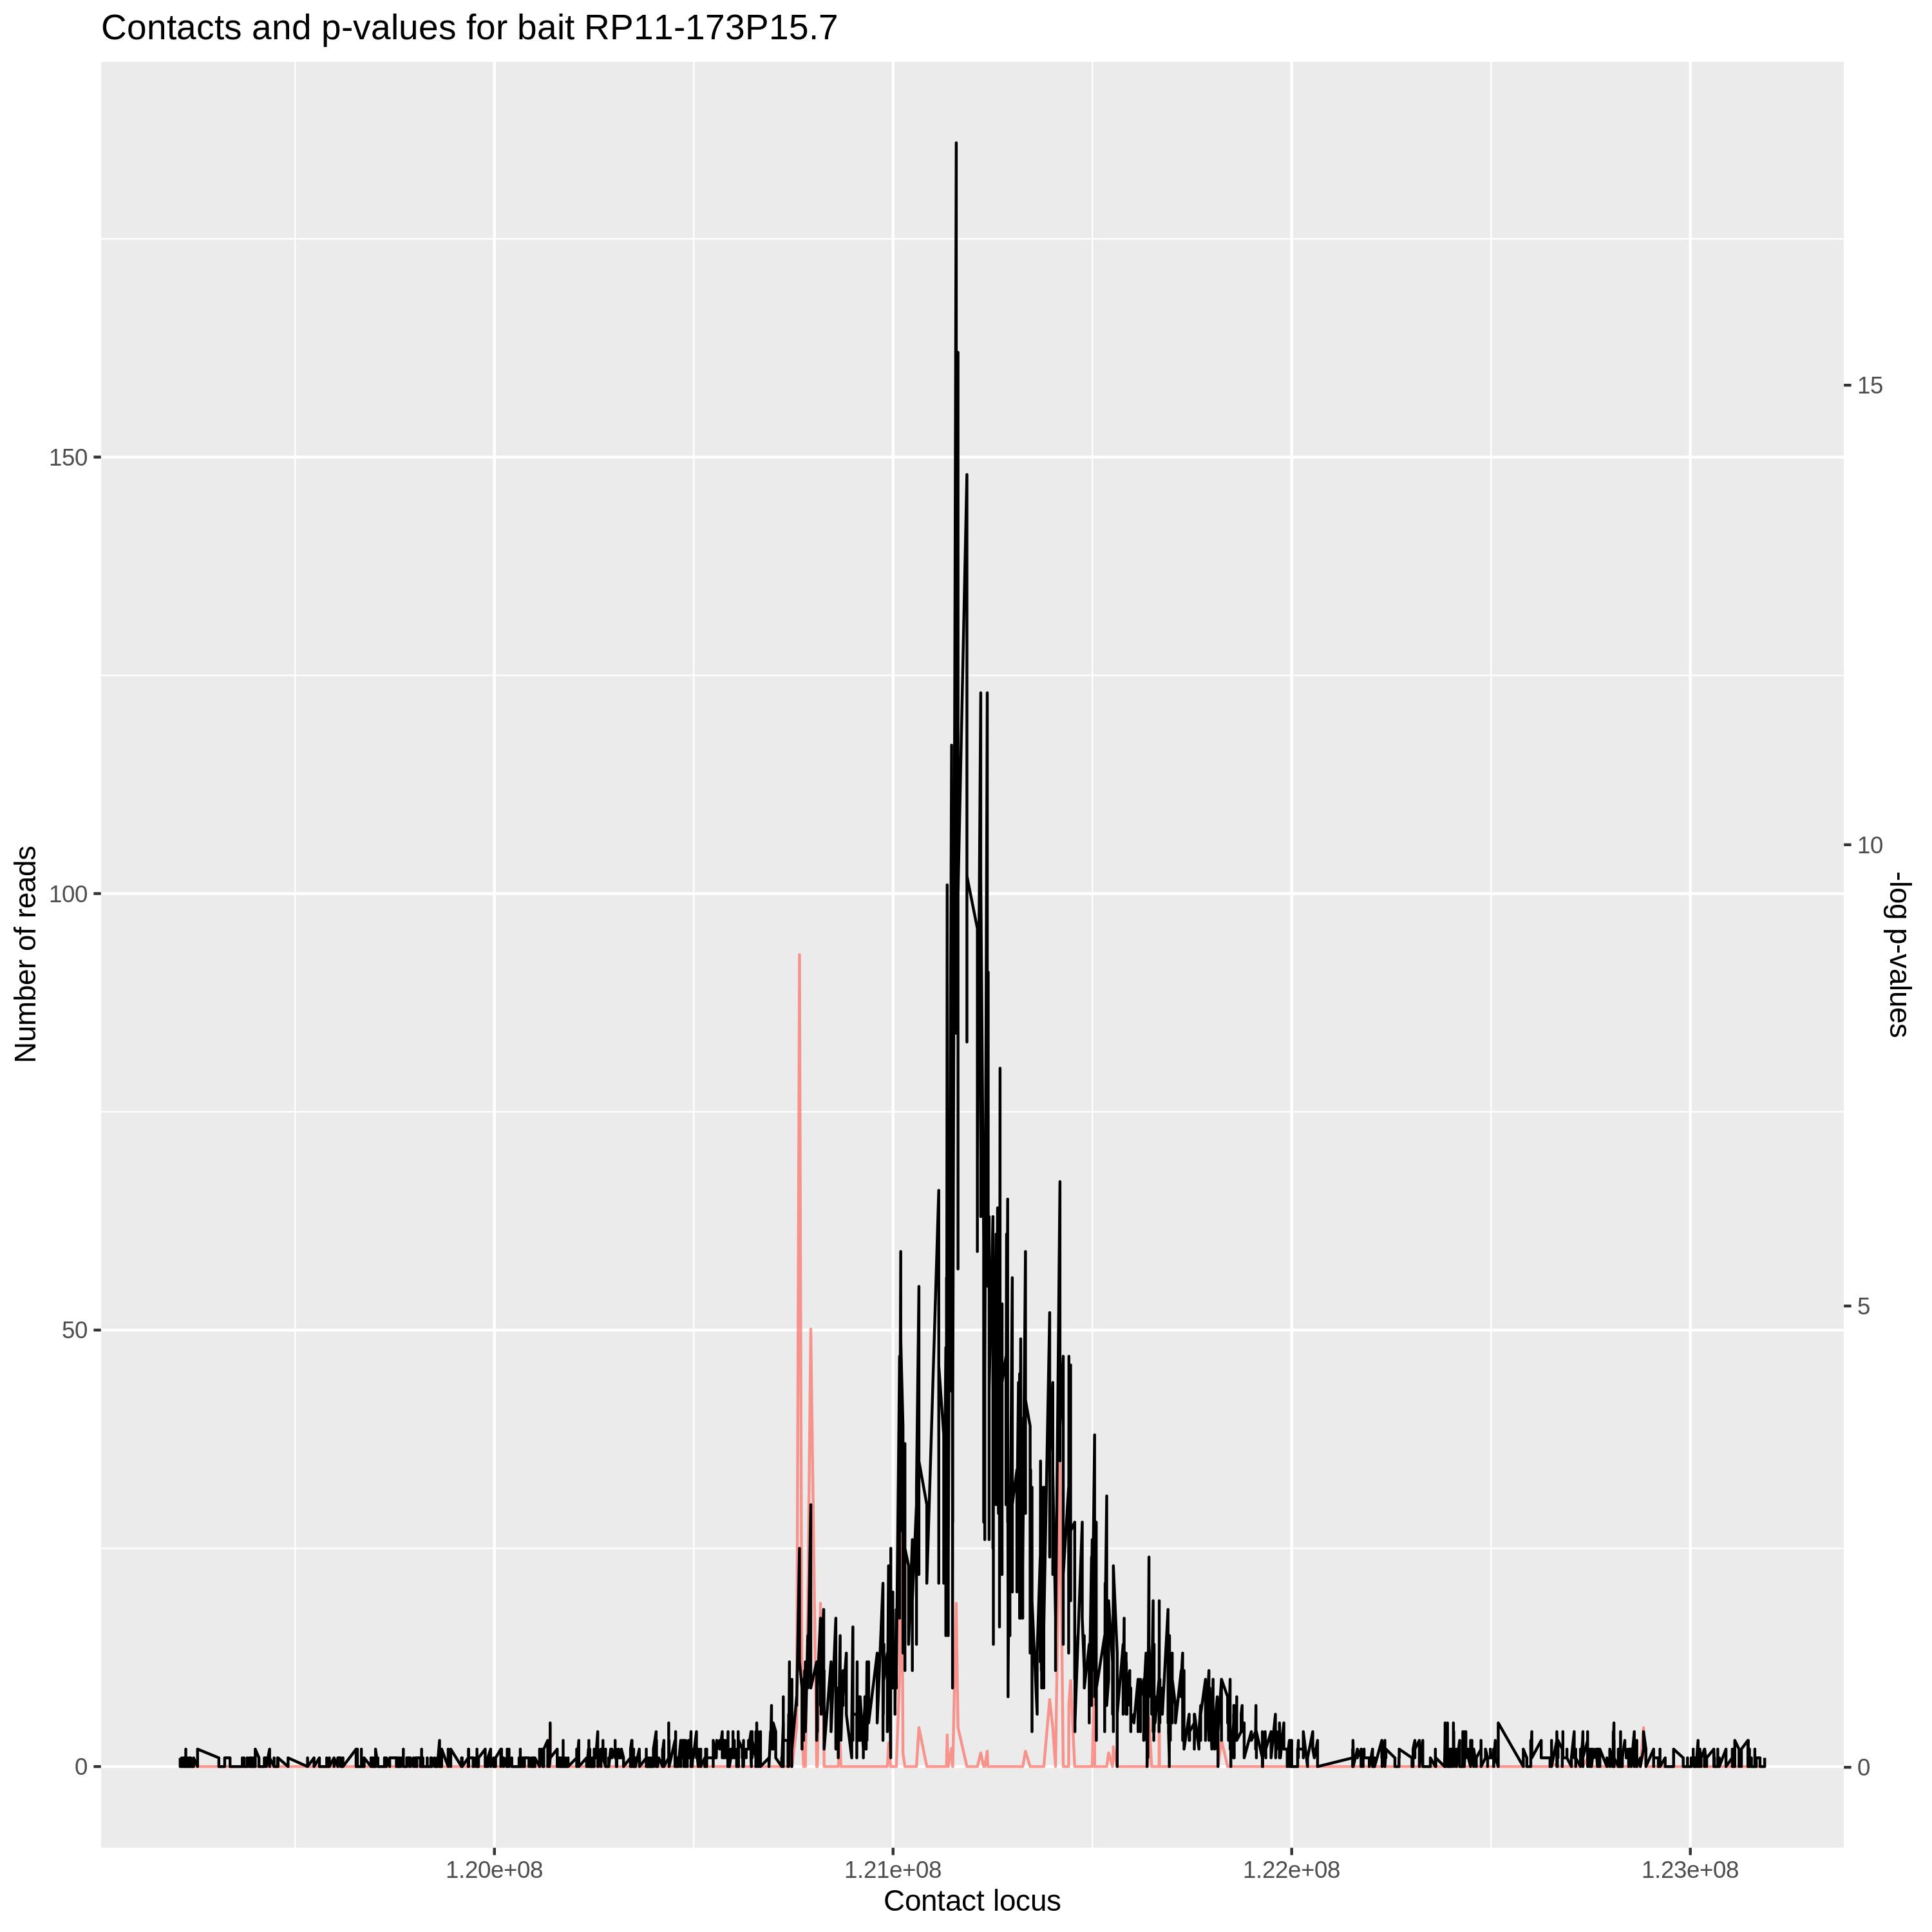 Contacts and p-values for bait RP11-173P15.7
150
100
50
0
Number of reads
15
10
5
0
-log p-values
1.20e+08
1.21e+08
1.22e+08
1.23e+08
Contact locus